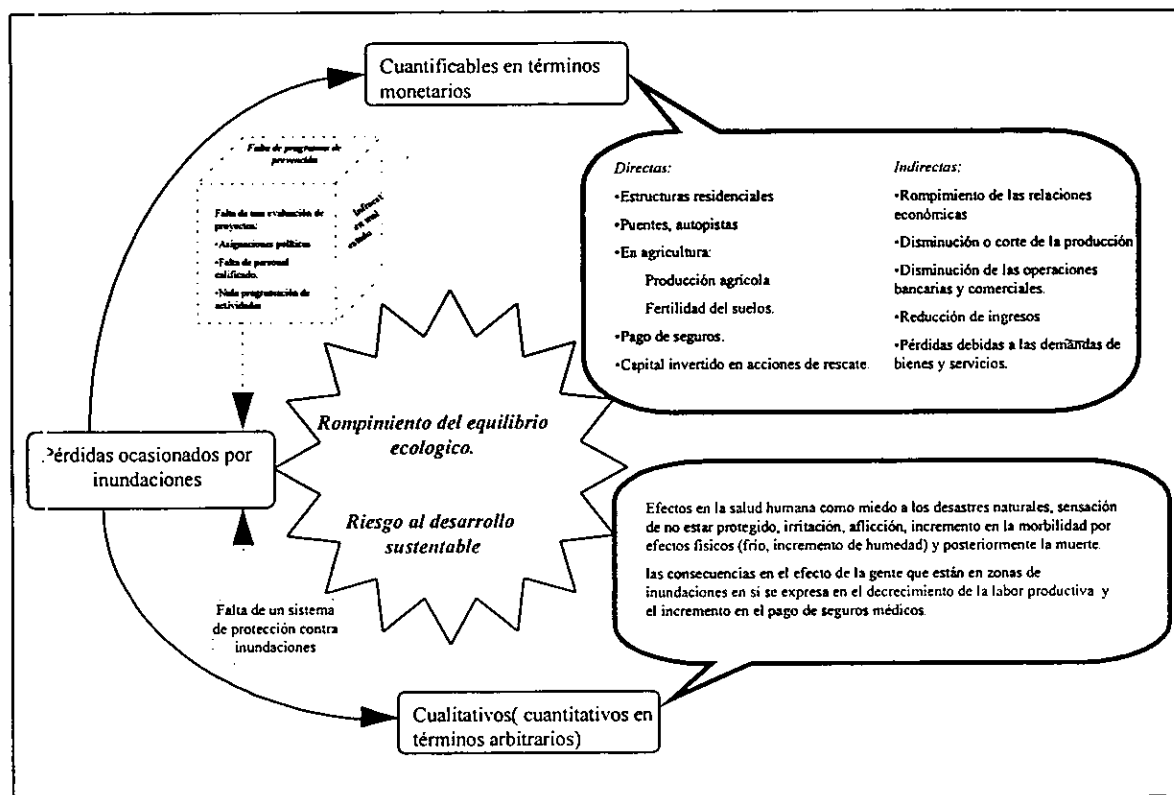 Cuantificables en términos
monetarios
Falta de programas de
prevención
Falta de una evaluación de
proyectos:
•Asignaciones políticas
•Falta de personal
calificado.
•Nula programación de
actividades
en mal
estado
Directas:
•Estructuras residenciales
•Puentes, autopistas
•En agricultura:
Producción agrícola
Fertilidad del suelos.
•Pago de seguros.
•Capital invertido en acciones de rescate.
Indirectas:
•Rompimiento de las relaciones
económicas
•Disminución o corte de la producción
•Disminución de las operaciones
bancarias y comerciales.
•Reducción de ingresos
•Pérdidas debidas a las demandas de
bienes y servicios.
Rompimiento del equilibrio
ecologico.
Riesgo al desarrollo
sustentable
Pérdidas ocasionados por
inundaciones
Falta de un sistema
de protección contra
inundaciones
Efectos en la salud humana como miedo a los desastres naturales, sensación
de no estar protegido, irritación, aflicción, incremento en la morbilidad por
efectos físicos (frío, incremento de humedad) y posteriormente la muerte.
las consecuencias en el efecto de la gente que están en zonas de
inundaciones en si se expresa en el decrecimiento de la labor productiva y
el incremento en el pago de seguros médicos.
Cualitativos( cuantitativos en
términos arbitrarios)